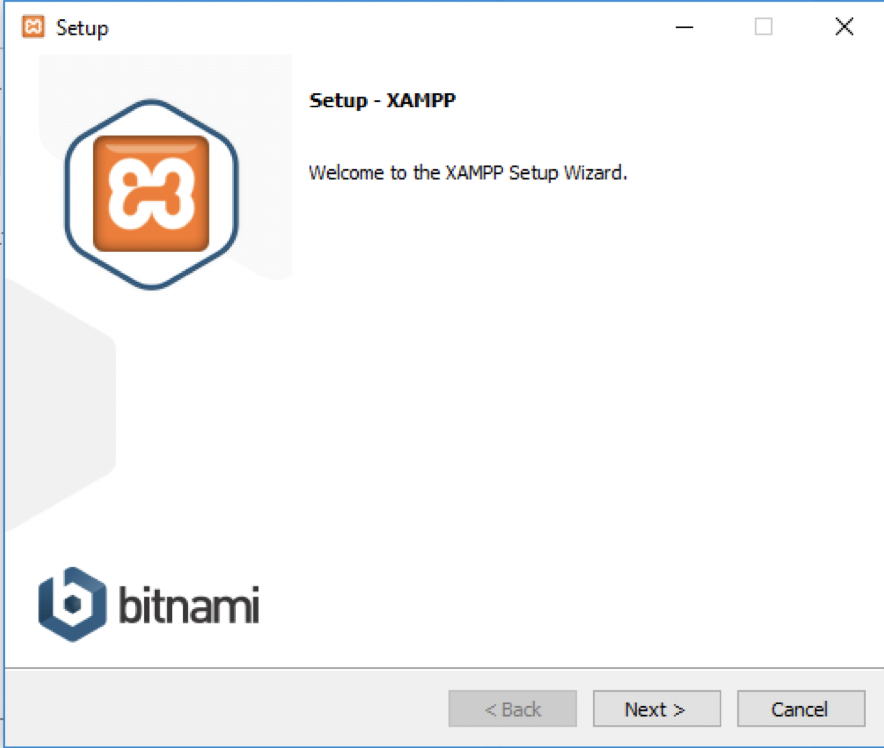 Setup
Setup - XAMPP
Welcome to the XAMPP Setup Wizard.
bitnami
< Back
Next >
Cancel